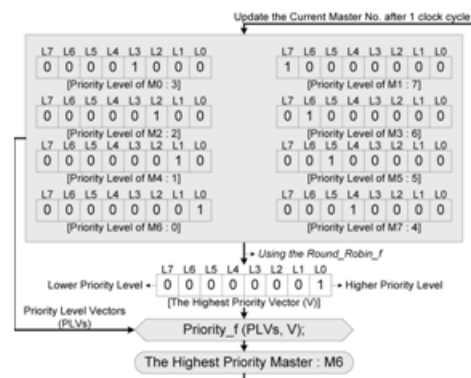 Update the Current Master No. after 1 clock cycle
L7 L6 L5 L4 L3 L2 L1 L0
0 0 0 0 1 0 0 0
[Priority Level of M0 : 3]
L7 L6 L5 L4 L3 L2 L1 L0
1 0 0 0 0 0 0 0
[Priority Level of M1 : 7]
L7 L6 L5 L4 L3 L2 L1 L0
0 0 0 0 0 1 0 0
[Priority Level of M2 : 2]
L7 L6 L5 L4 L3 L2 L1 L0
0 1 0 0 0 0 0 0
[Priority Level of M3 : 6]
L7 L6 L5 L4 L3 L2 L1 L0
0 0 0 0 0 0 1 0
[Priority Level of M4 : 1]
L7 L6 L5 L4 L3 L2 L1 L0
0 0 1 0 0 0 0 0
[Priority Level of M5 : 5]
L7 L6 L5 L4 L3 L2 L1 L0
0 0 0 0 0 0 0 1
[Priority Level of M6 : 0]
L7 L6 L5 L4 L3 L2 L1 L0
0 0 0 1 0 0 0 0
[Priority Level of M7 : 4]
Using the Round_Robin_f
L7 L6 L5 L4 L3 L2 L1 L0
Lower Priority Level 0 0 0 0 0 0 0 1 Higher Priority Level
[The Highest Priority Vector (V)]
Priority Level Vectors
(PLVs)
Priority_f (PLVs, V);
The Highest Priority Master : M6